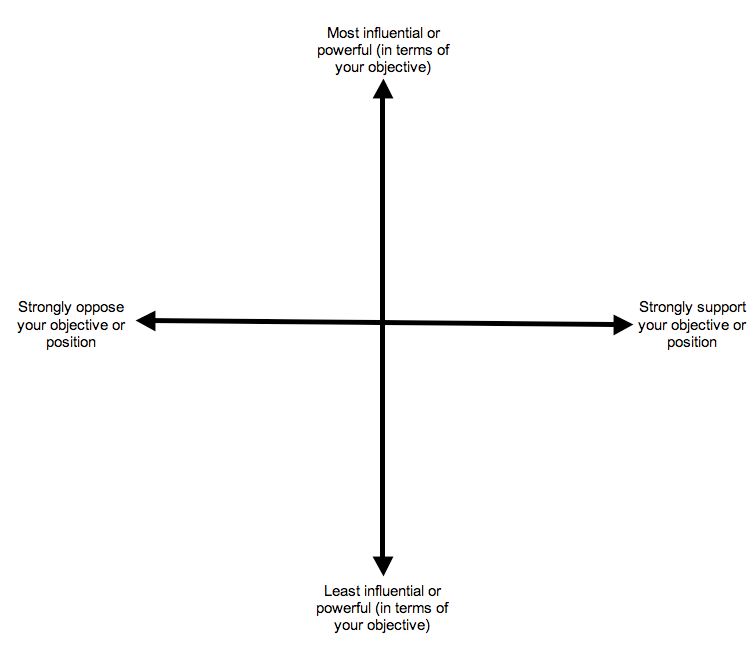 Most influential or
powerful (in terms of
your objective)
Strongly oppose
your objective or
position
Strongly support
your objective or
position
Least influential or
powerful (in terms of
your objective)